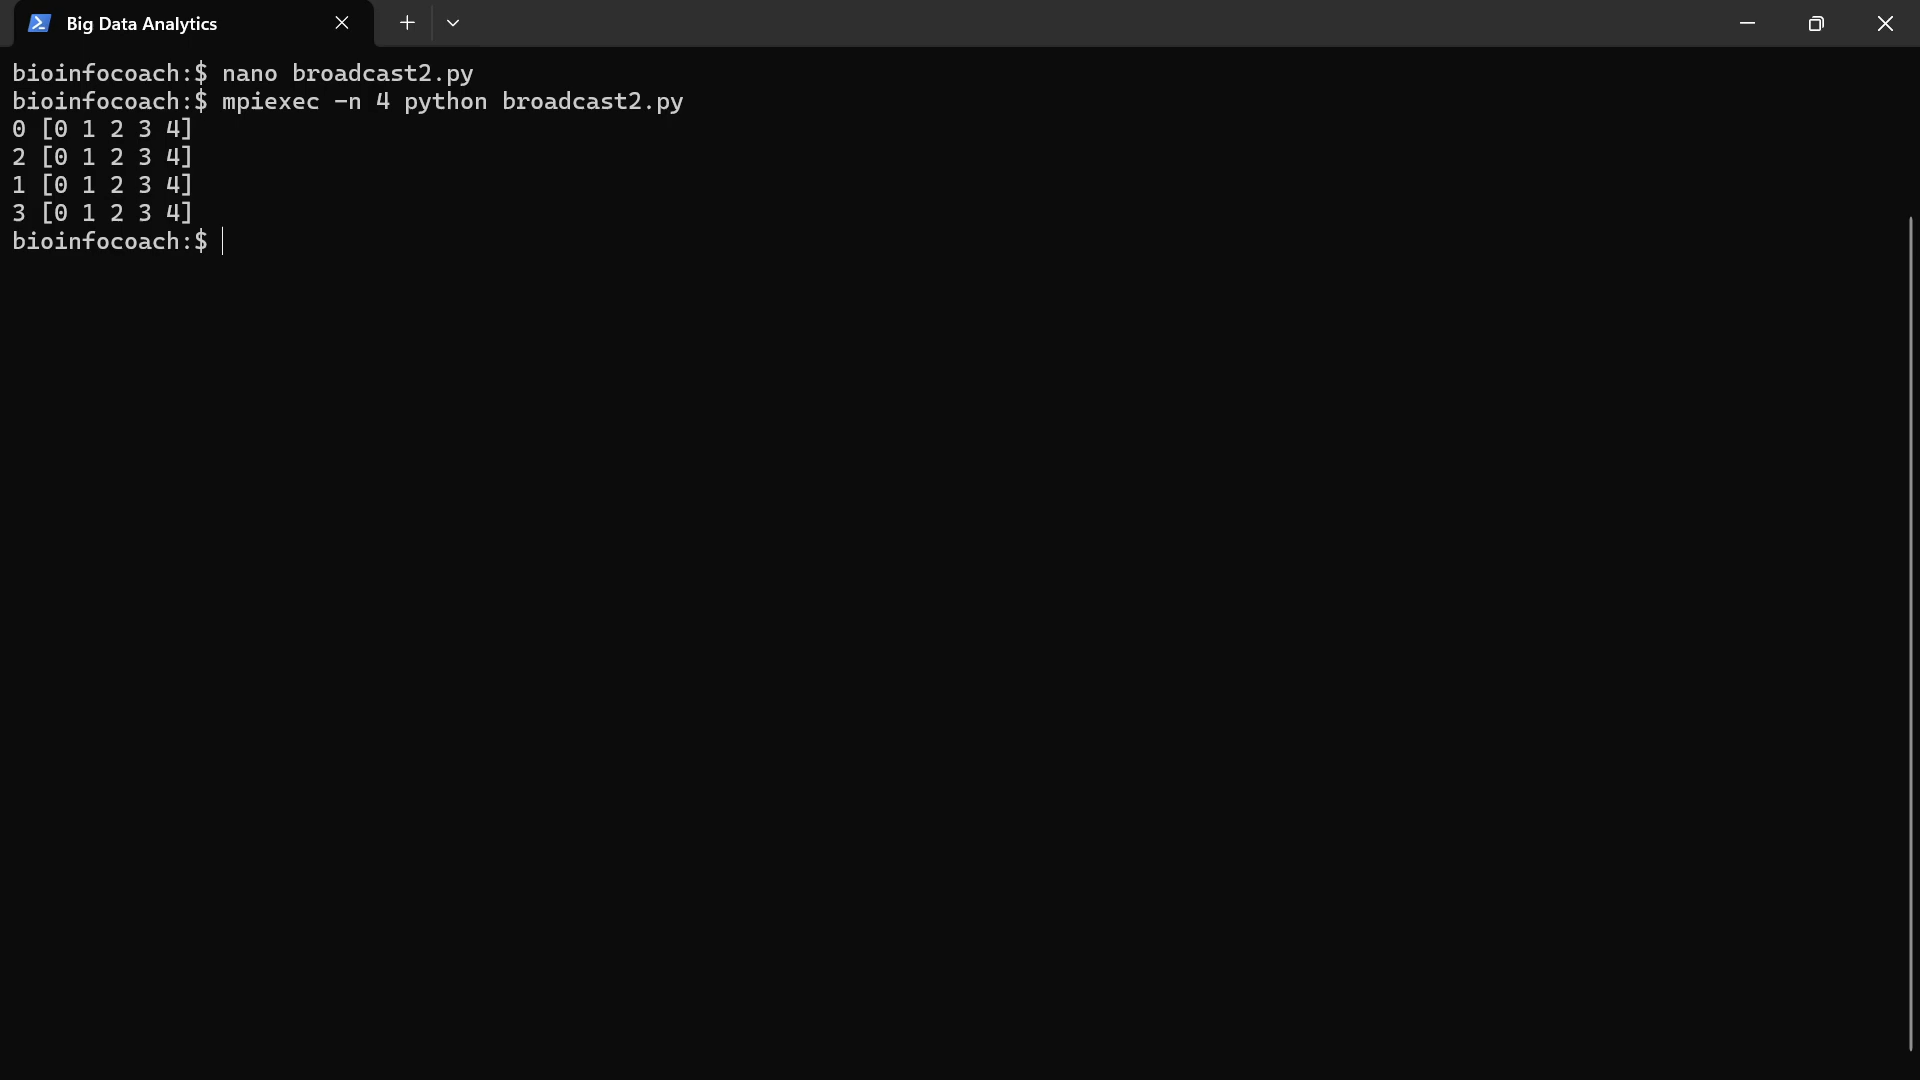 Big Data Analytics
bioinfocoach:$ nano broadcast2.py
bioinfocoach:$ mpiexec -n 4 python broadcast2.py
0 [0 1 2 3 4]
2 [0 1 2 3 4]
1 [0 1 2 3 4]
3 [0 1 2 3 4]
bioinfocoach:$